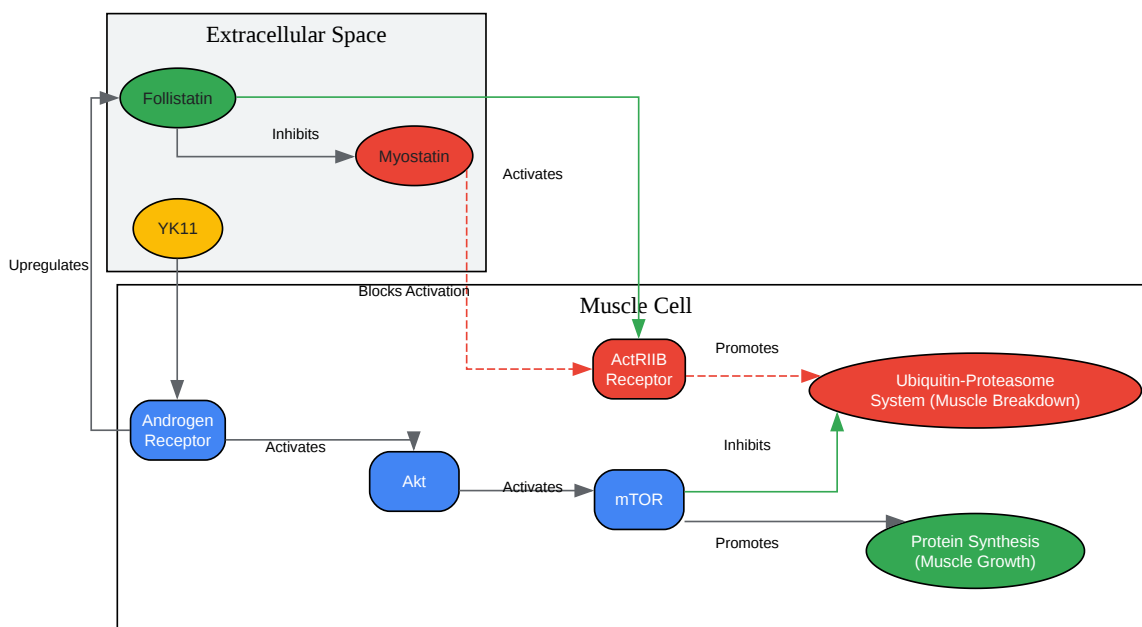 Extracellular Space
Follistatin
Inhibits
Myostatin
Activates
YK11
Upregulates
Blocks Activation
Muscle Cell
ActRIIB
Receptor
Promotes
Ubiquitin-Proteasome
System (Muscle Breakdown)
Androgen
Receptor
Activates
Akt
Activates
mTOR
Inhibits
Promotes
Protein Synthesis
(Muscle Growth)